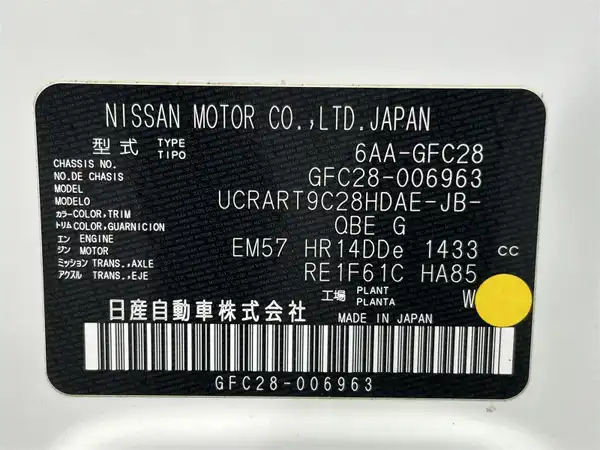 NISSAN MOTOR CO.,LTD.JAPAN
型式 TYPE TIPO 6AA-GFC28
CHASSIS NO. NO.DE CHASIS GFC28-006963
MODEL MODELO UCRART9C28HDAE-JB-
カラー COLOR,TRIM トリム COLOR,GUARNICION QBE G
エンジン ENGINE MOTOR EM57 HR14DDe 1433 cc
ミッション TRANS.,AXLE アクスル TRANS.,EJE RE1F61C HA85
工場 PLANT PLANTA W
日産自動車株式会社 MADE IN JAPAN
GFC28-006963